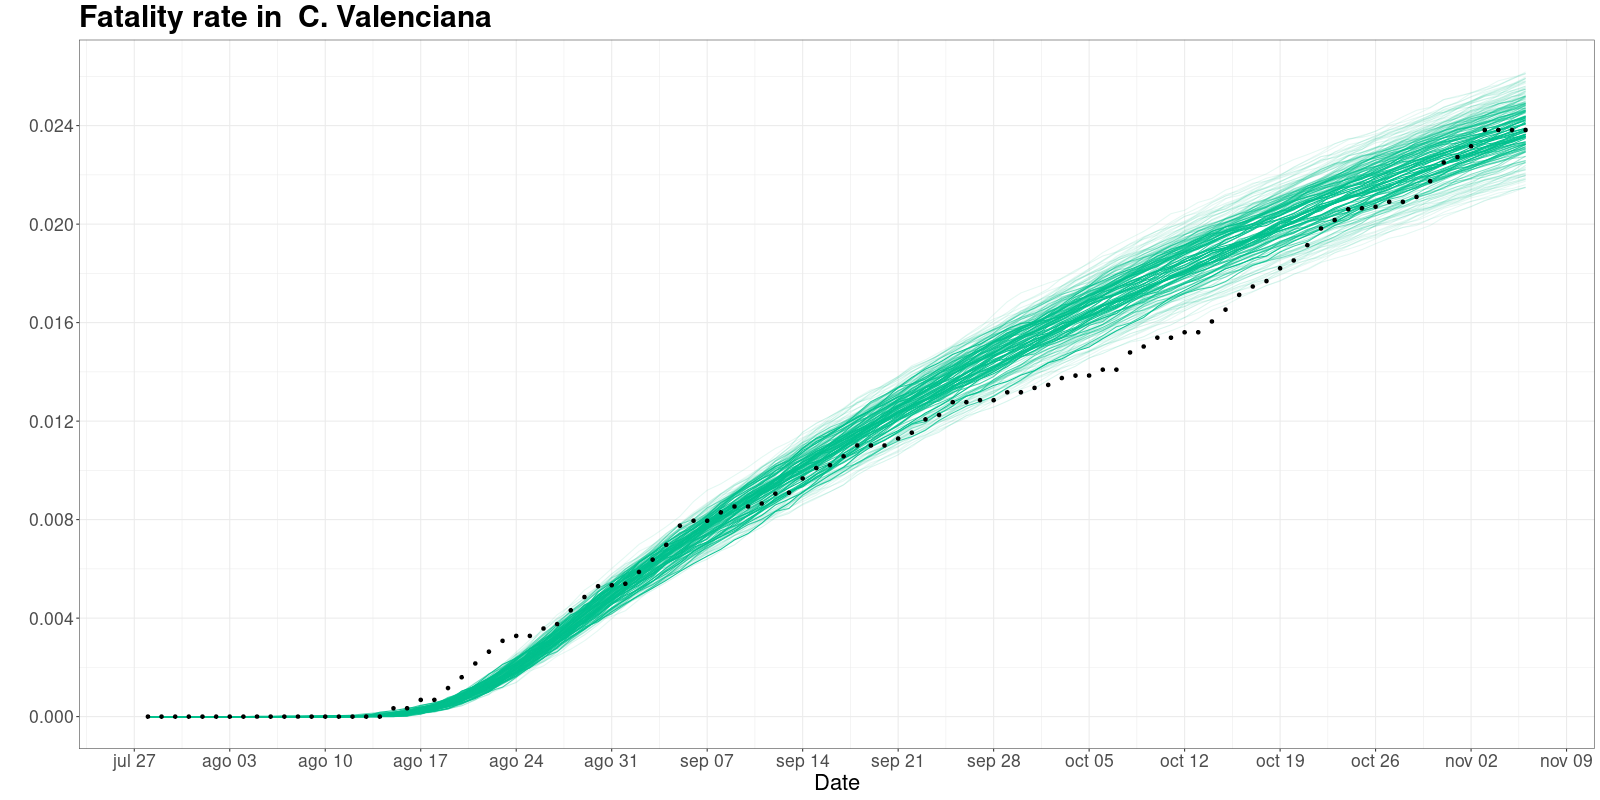 Fatality rate in  C. Valenciana
0.024
0.020
0.016
0.012
0.008
0.004
0.000
jul 27 ago 03 ago 10 ago 17 ago 24 ago 31 sep 07 sep 14 sep 21 sep 28 oct 05 oct 12 oct 19 oct 26 nov 02 nov 09
Date